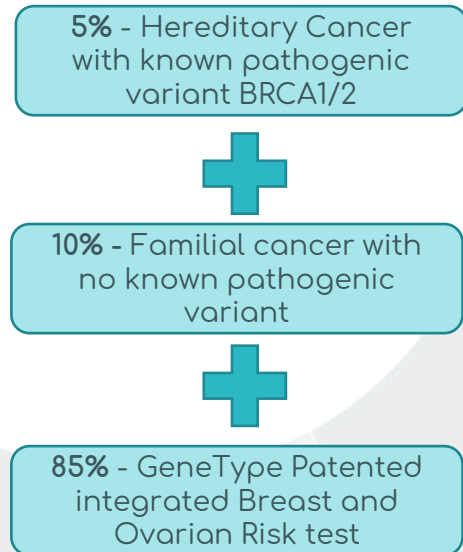 5% - Hereditary Cancer
with known pathogenic
variant BRCA1/2
10% - Familial cancer with
no known pathogenic
variant
85% - GeneType Patented
integrated Breast and
Ovarian Risk test